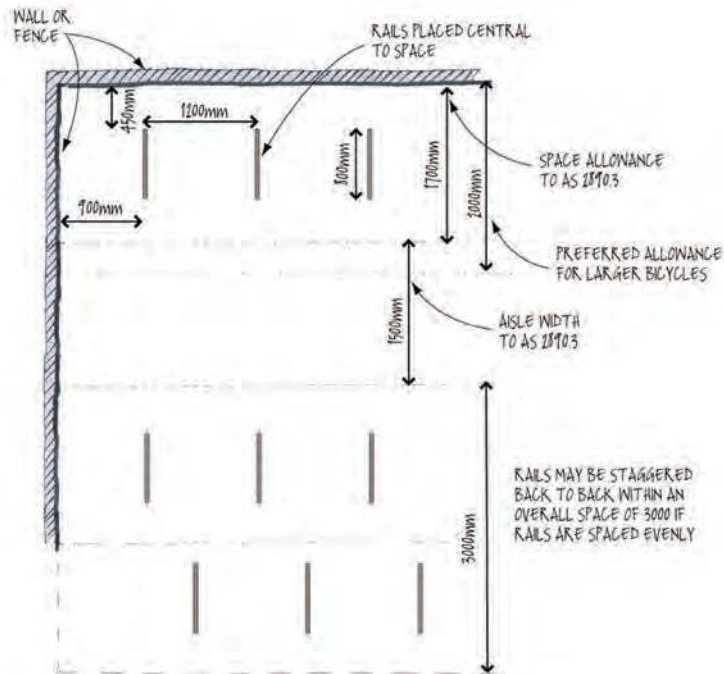 WALL OR
FENCE
RAILS PLACED CENTRAL
TO SPACE
450mm
1200mm
800mm
1700mm
2000mm
SPACE ALLOWANCE
TO AS 2890.3
900mm
PREFERRED ALLOWANCE
FOR LARGER BICYCLES
1500mm
AISLE WIDTH
TO AS 2890.3
3000mm
RAILS MAY BE STAGGERED
BACK TO BACK WITHIN AN
OVERALL SPACE OF 3000 IF
RAILS ARE SPACED EVENLY